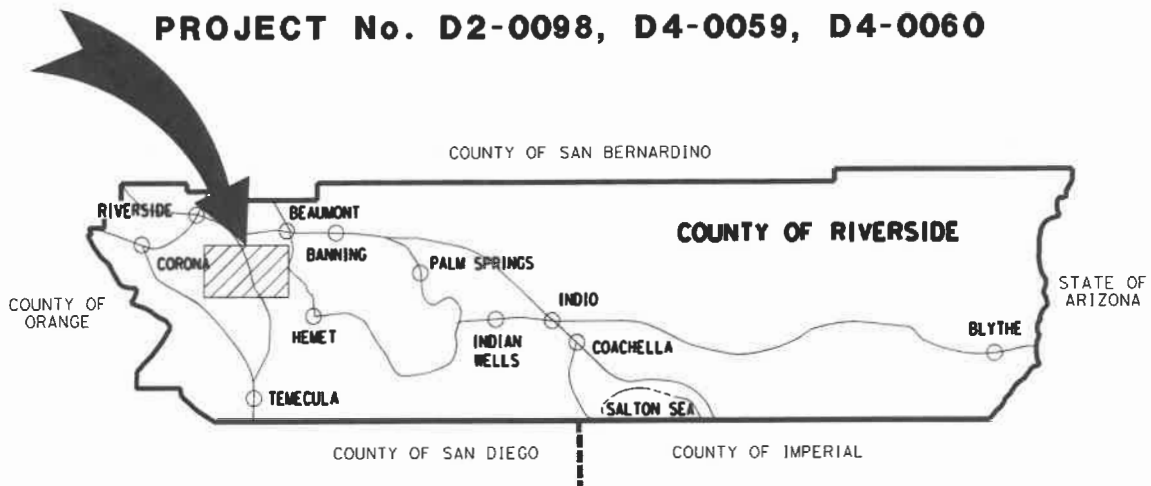 PROJECT No. D2-0098, D4-0059, D4-0060
COUNTY OF SAN BERNARDINO
RIVERSIDE
BEAUMONT
COUNTY OF RIVERSIDE
BANNING
CORONA
PALM SPRINGS
STATE OF
ARIZONA
COUNTY OF
ORANGE
INDIO
BLYTHE
HEMET
INDIAN
WELLS
COACHELLA
TEMECULA
SALTON SEA
COUNTY OF SAN DIEGO
COUNTY OF IMPERIAL